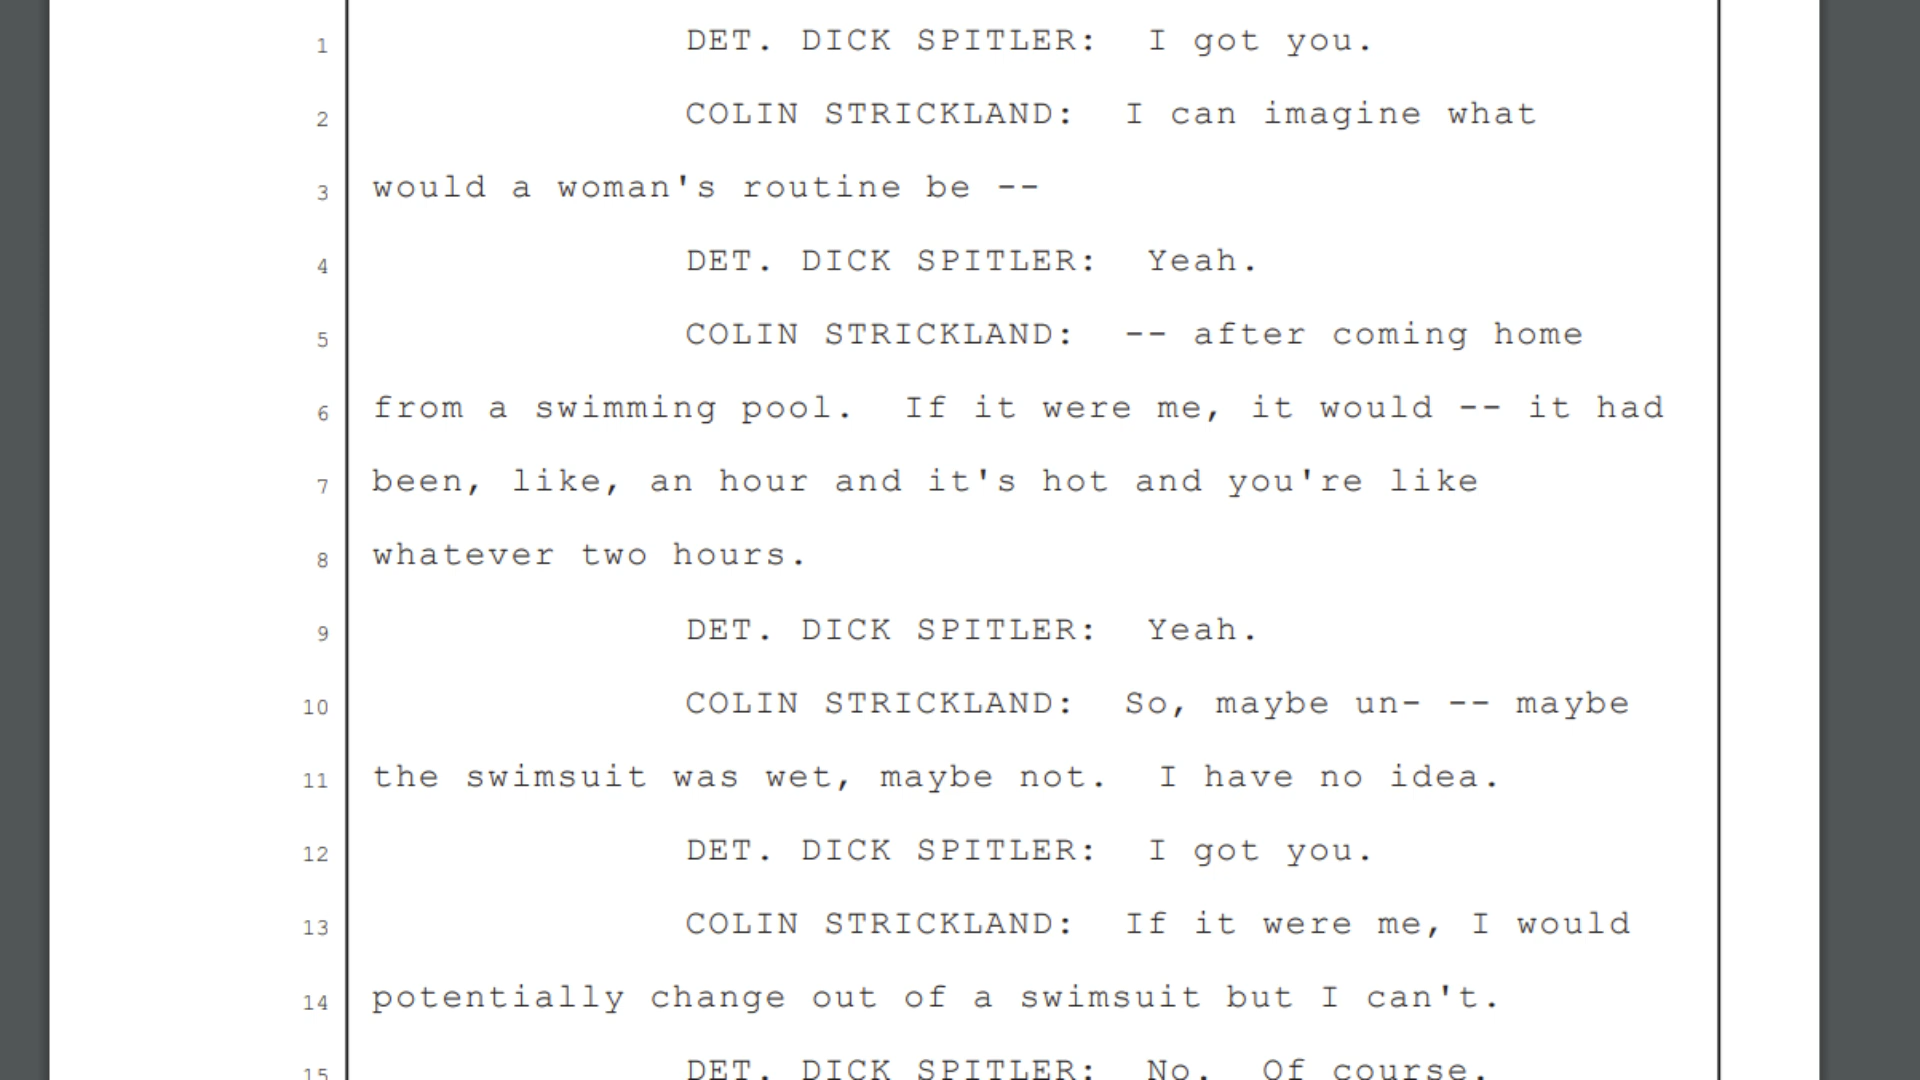 1 DET. DICK SPITLER: I got you.
2 COLIN STRICKLAND: I can imagine what
3 would a woman's routine be --
4 DET. DICK SPITLER: Yeah.
5 COLIN STRICKLAND: -- after coming home
6 from a swimming pool. If it were me, it would -- it had
7 been, like, an hour and it's hot and you're like
8 whatever two hours.
9 DET. DICK SPITLER: Yeah.
10 COLIN STRICKLAND: So, maybe un- -- maybe
11 the swimsuit was wet, maybe not. I have no idea.
12 DET. DICK SPITLER: I got you.
13 COLIN STRICKLAND: If it were me, I would
14 potentially change out of a swimsuit but I can't.
15 DET. DICK SPITLER: No. Of course.